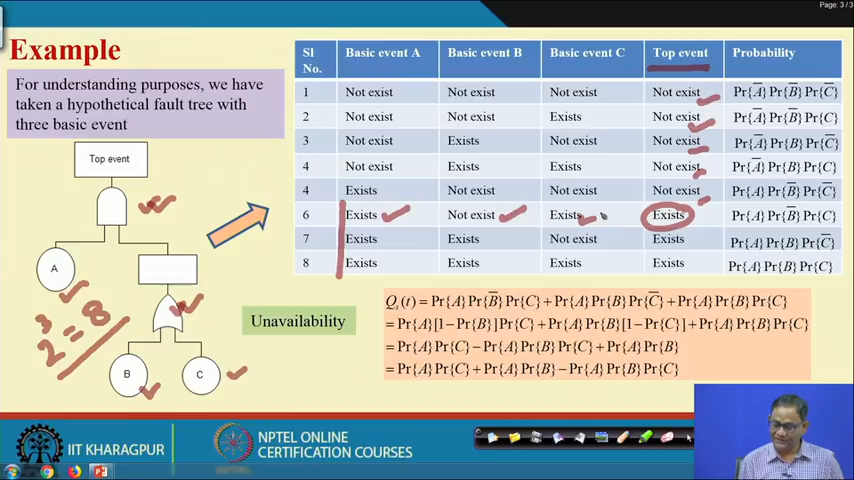 Page: 3 / 3
Example
For understanding purposes, we have
taken a hypothetical fault tree with
three basic event
Top event
A
B
C
2³ = 8
Sl No. Basic event A Basic event B Basic event C Top event Probability
1 Not exist Not exist Not exist Not exist Pr{A̅}Pr{B̅}Pr{C̅}
2 Not exist Not exist Exists Not exist Pr{A̅}Pr{B̅}Pr{C}
3 Not exist Exists Not exist Not exist Pr{A̅}Pr{B}Pr{C̅}
4 Not exist Exists Exists Not exist Pr{A̅}Pr{B}Pr{C}
4 Exists Not exist Not exist Not exist Pr{A}Pr{B̅}Pr{C̅}
6 Exists Not exist Exists Exists Pr{A}Pr{B̅}Pr{C}
7 Exists Exists Not exist Exists Pr{A}Pr{B}Pr{C̅}
8 Exists Exists Exists Exists Pr{A}Pr{B}Pr{C}
Unavailability
Qₛ(t) = Pr{A}Pr{B̅}Pr{C} + Pr{A}Pr{B}Pr{C̅} + Pr{A}Pr{B}Pr{C}
= Pr{A}[1 − Pr{B}]Pr{C} + Pr{A}Pr{B}[1 − Pr{C}] + Pr{A}Pr{B}Pr{C}
= Pr{A}Pr{C} − Pr{A}Pr{B}Pr{C} + Pr{A}Pr{B}
= Pr{A}Pr{C} + Pr{A}Pr{B} − Pr{A}Pr{B}Pr{C}
IIT KHARAGPUR
NPTEL ONLINE
CERTIFICATION COURSES